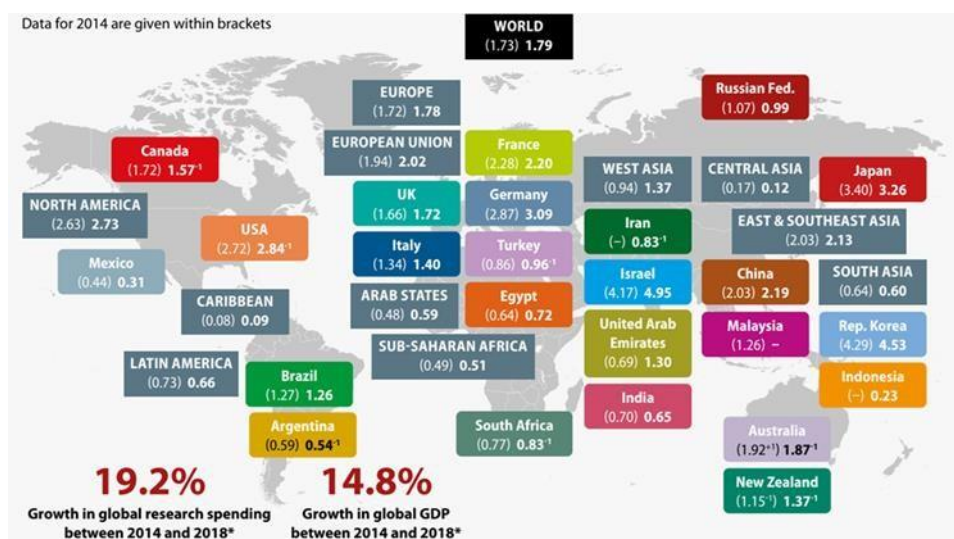 Data for 2014 are given within brackets
WORLD
(1.73) 1.79
Russian Fed.
(1.07) 0.99
EUROPE
(1.72) 1.78
EUROPEAN UNION
(1.94) 2.02
France
(2.28) 2.20
Canada
(1.72) 1.57⁻¹
WEST ASIA
(0.94) 1.37
CENTRAL ASIA
(0.17) 0.12
Japan
(3.40) 3.26
NORTH AMERICA
(2.63) 2.73
UK
(1.66) 1.72
Germany
(2.87) 3.09
USA
(2.72) 2.84⁻¹
Iran
(–) 0.83⁻¹
EAST & SOUTHEAST ASIA
(2.03) 2.13
Italy
(1.34) 1.40
Turkey
(0.86) 0.96⁻¹
Mexico
(0.44) 0.31
Israel
(4.17) 4.95
China
(2.03) 2.19
SOUTH ASIA
(0.64) 0.60
CARIBBEAN
(0.08) 0.09
ARAB STATES
(0.48) 0.59
Egypt
(0.64) 0.72
United Arab
Emirates
(0.69) 1.30
Malaysia
(1.26) –
Rep. Korea
(4.29) 4.53
SUB-SAHARAN AFRICA
(0.49) 0.51
LATIN AMERICA
(0.73) 0.66
Brazil
(1.27) 1.26
Indonesia
(–) 0.23
India
(0.70) 0.65
Argentina
(0.59) 0.54⁻¹
South Africa
(0.77) 0.83⁻¹
Australia
(1.92⁺¹) 1.87⁻¹
New Zealand
(1.15⁻¹) 1.37⁻¹
19.2%
Growth in global research spending
between 2014 and 2018*
14.8%
Growth in global GDP
between 2014 and 2018*